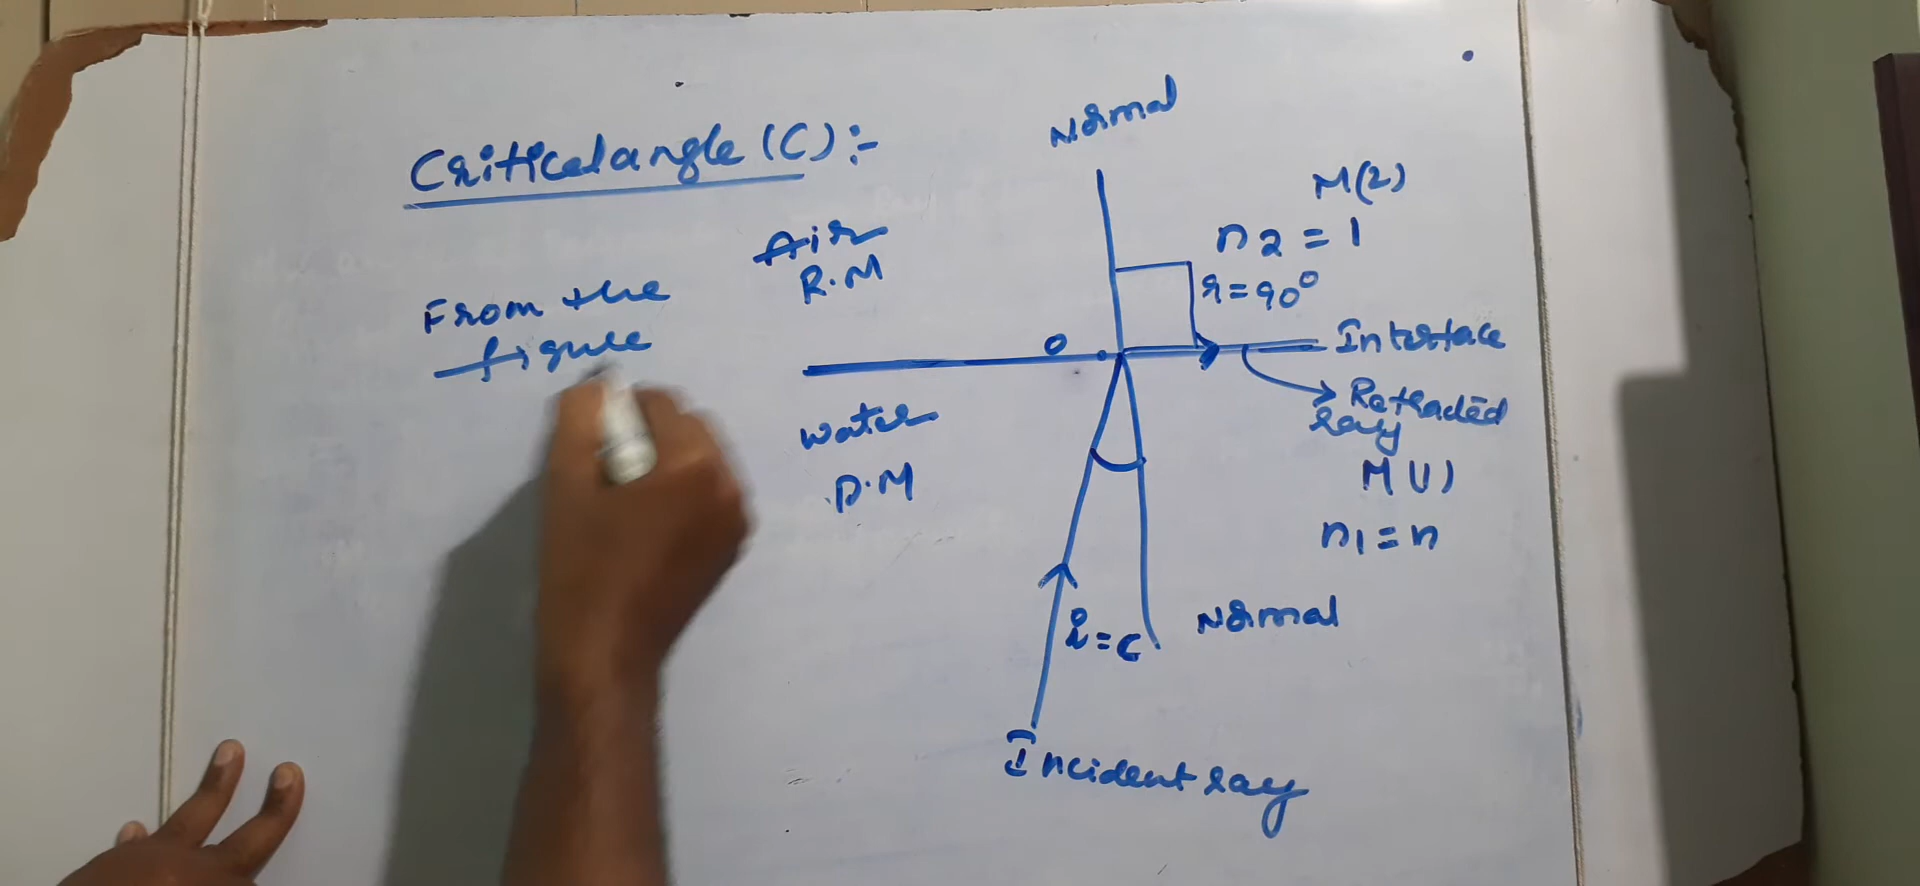 Critical angle (C) :-
From the
figure
Air
R.M
Water
D.M
Normal
M(2)
n2 = 1
r = 90°
O
Interface
Refracted
ray
M(1)
n1 = n
i = c
Normal
Incident ray